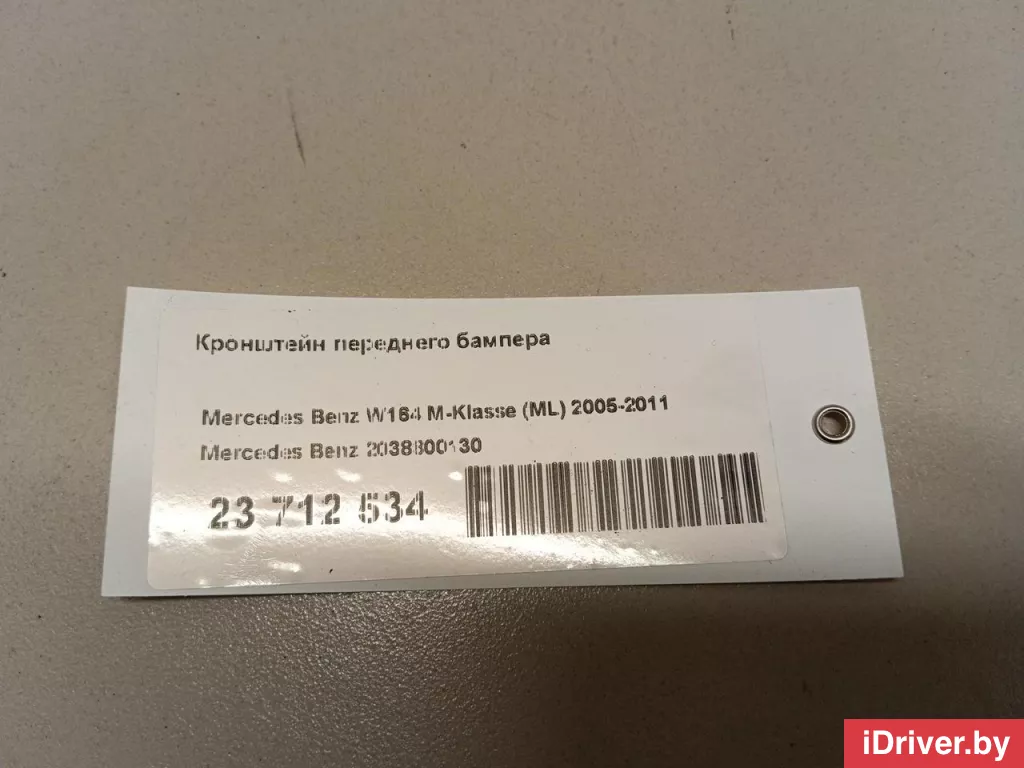 Кронштейн переднего бампера
Mercedes Benz W164 M-Klasse (ML) 2005-2011
Mercedes Benz 2038800130
23 712 534
iDriver.by